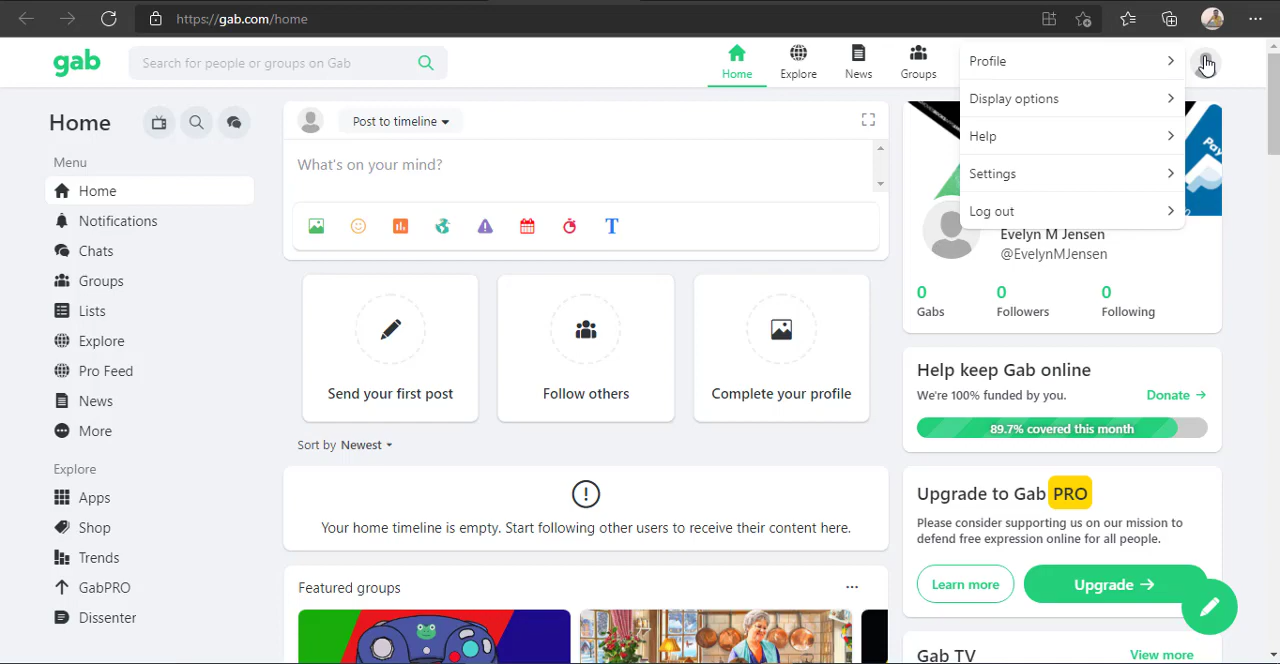 https://gab.com/home
gab
Search for people or groups on Gab
Home
Explore
News
Groups
Profile
Display options
Help
Settings
Log out
Home
Menu
Home
Notifications
Chats
Groups
Lists
Explore
Pro Feed
News
More
Explore
Apps
Shop
Trends
GabPRO
Dissenter
Post to timeline
What's on your mind?
T
Send your first post
Follow others
Complete your profile
Sort by Newest
Your home timeline is empty. Start following other users to receive their content here.
Featured groups
Pay
Evelyn M Jensen
@EvelynMJensen
0
Gabs
0
Followers
0
Following
Help keep Gab online
We're 100% funded by you.
Donate →
89.7% covered this month
Upgrade to Gab PRO
Please consider supporting us on our mission to
defend free expression online for all people.
Learn more
Upgrade →
Gab TV
View more